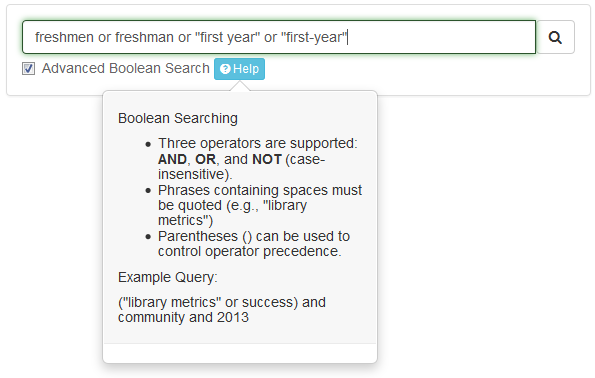 freshmen or freshman or "first year" or "first-year"
Advanced Boolean Search Help
Boolean Searching
• Three operators are supported:
AND, OR, and NOT (case-
insensitive).
• Phrases containing spaces must
be quoted (e.g., "library
metrics")
• Parentheses () can be used to
control operator precedence.
Example Query:
("library metrics" or success) and
community and 2013